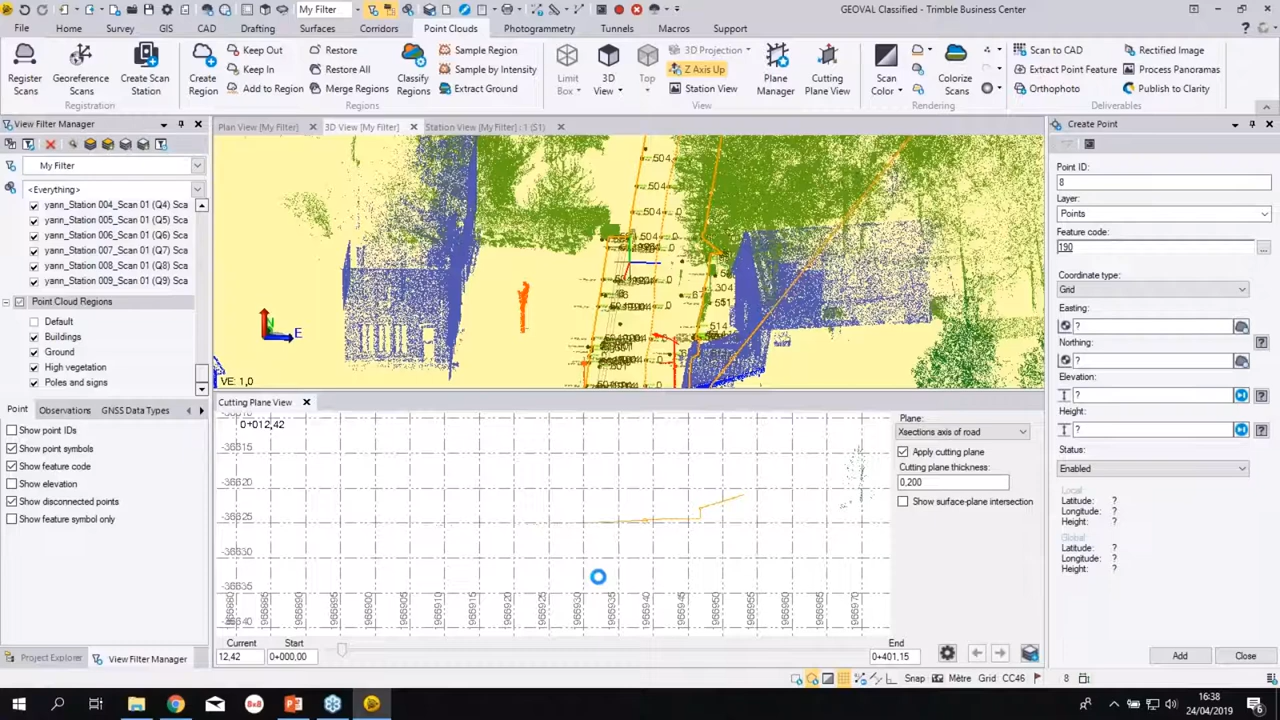 My Filter
GEOVAL Classified - Trimble Business Center
File Home Survey GIS CAD Drafting Surfaces Corridors Point Clouds Photogrammetry Tunnels Macros Support
Register Scans
Georeference Scans
Create Scan Station
Registration
Create Region
Keep Out
Keep In
Add to Region
Restore
Restore All
Merge Regions
Classify Regions
Sample Region
Sample by Intensity
Extract Ground
Regions
Limit Box
3D View
Top
3D Projection
Z Axis Up
Station View
Plane Manager
Cutting Plane View
View
Scan Color
Colorize Scans
Rendering
Scan to CAD
Extract Point Feature
Orthophoto
Rectified Image
Process Panoramas
Publish to Clarity
Deliverables
View Filter Manager
My Filter
<Everything>
yann_Station 004_Scan 01 (Q4) Sca
yann_Station 005_Scan 01 (Q5) Sca
yann_Station 006_Scan 01 (Q6) Sca
yann_Station 007_Scan 01 (Q7) Sca
yann_Station 008_Scan 01 (Q8) Sca
yann_Station 009_Scan 01 (Q9) Sca
Point Cloud Regions
Default
Buildings
Ground
High vegetation
Poles and signs
Point Observations GNSS Data Types
Show point IDs
Show point symbols
Show feature code
Show elevation
Show disconnected points
Show feature symbol only
Project Explorer View Filter Manager
Plan View [My Filter] 3D View [My Filter] Station View [My Filter] : 1 (S1)
E
VE: 1,0
Cutting Plane View
0+012,42
-36615
-36620
-36625
-36630
-36635
-36640
Plane:
Xsections axis of road
Apply cutting plane
Cutting plane thickness:
0,200
Show surface-plane intersection
Current Start End
12,42 0+000,00 0+401,15
Create Point
Point ID:
8
Layer:
Points
Feature code:
190
Coordinate type:
Grid
Easting:
?
Northing:
?
Elevation:
?
Height:
?
Status:
Enabled
Local
Latitude: ?
Longitude: ?
Height: ?
Global
Latitude: ?
Longitude: ?
Height: ?
Add Close
Snap Mètre Grid CC46 8
16:38
24/04/2019